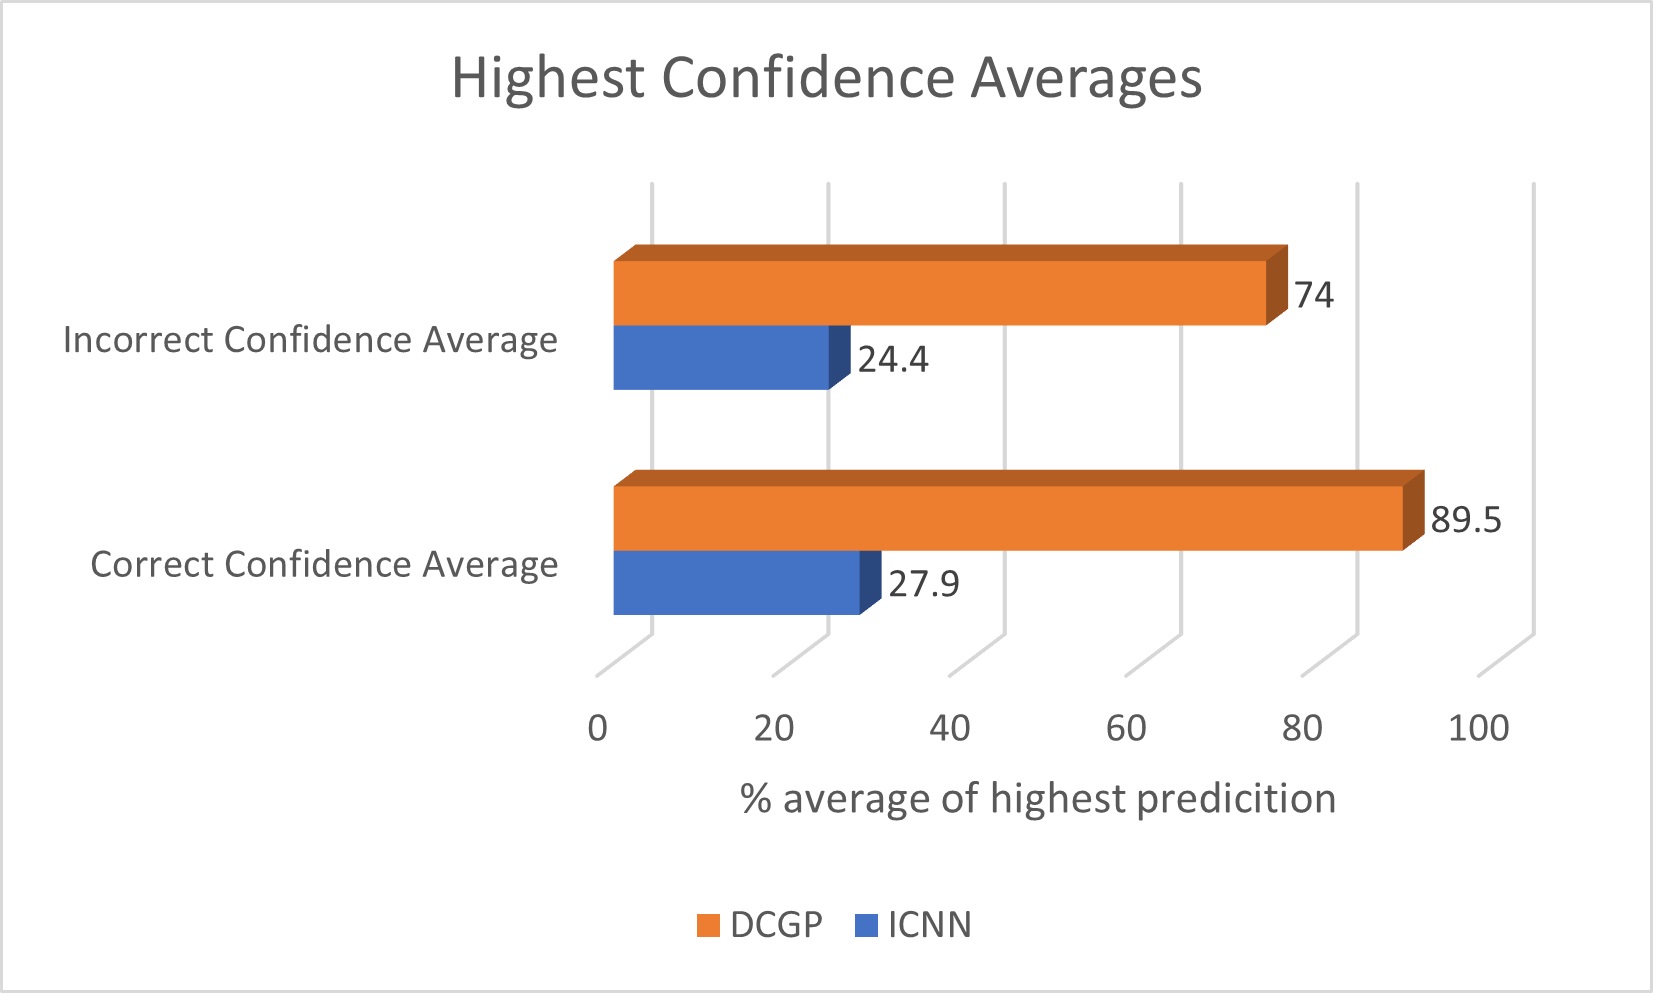 Highest Confidence Averages
74
Incorrect Confidence Average
24.4
89.5
Correct Confidence Average
27.9
0 20 40 60 80 100
% average of highest predicition
DCGP ICNN